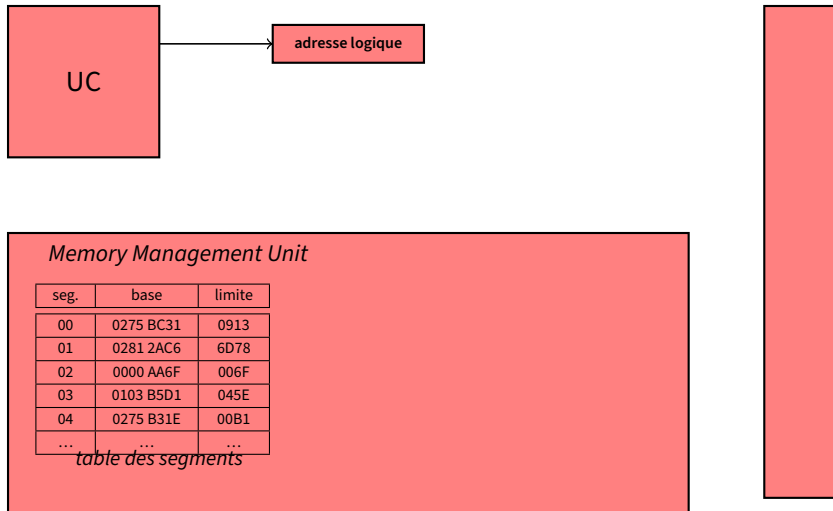 UC
adresse logique
Memory Management Unit
seg. base limite
00 0275 BC31 0913
01 0281 2AC6 6D78
02 0000 AA6F 006F
03 0103 B5D1 045E
04 0275 B31E 00B1
... ... ...
table des segments